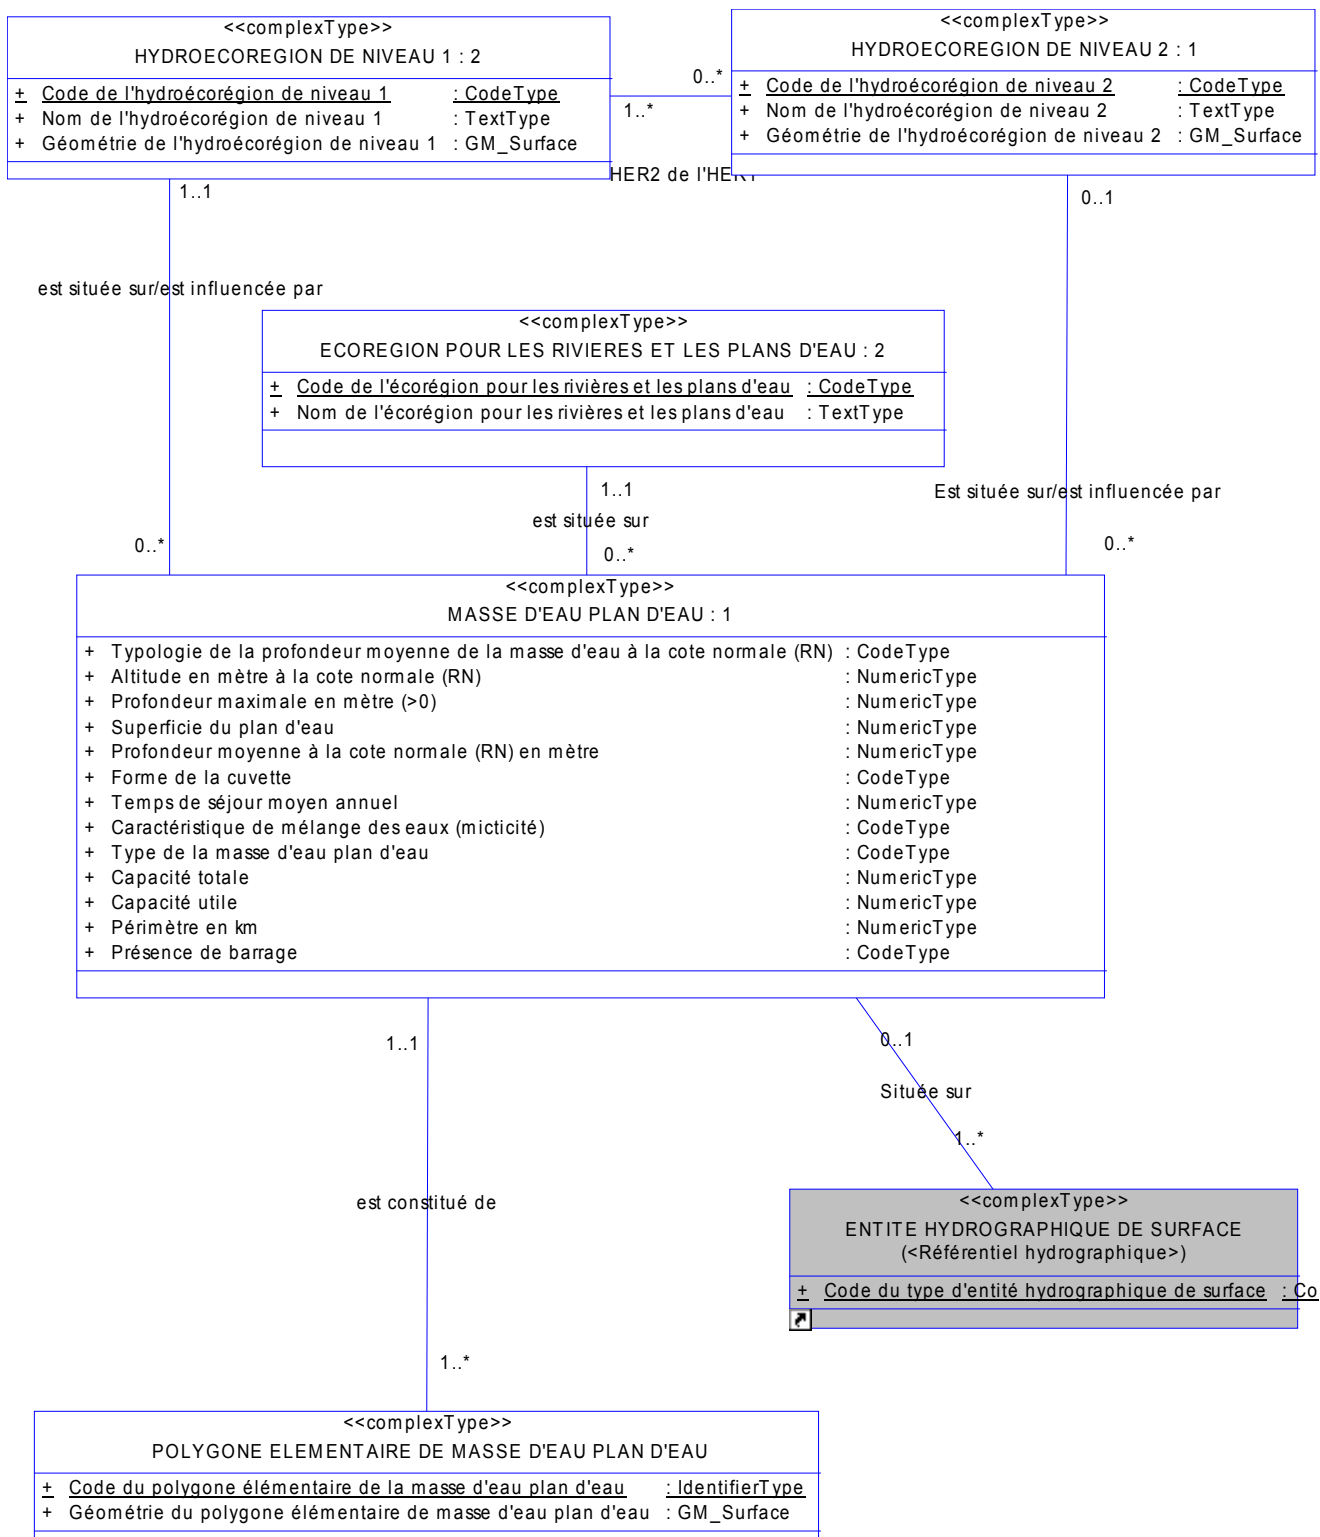 <<complexType>>
HYDROECOREGION DE NIVEAU 1 : 2
+ Code de l'hydroécorégion de niveau 1 : CodeType
+ Nom de l'hydroécorégion de niveau 1 : TextType
+ Géométrie de l'hydroécorégion de niveau 1 : GM_Surface
<<complexType>>
HYDROECOREGION DE NIVEAU 2 : 1
+ Code de l'hydroécorégion de niveau 2 : CodeType
+ Nom de l'hydroécorégion de niveau 2 : TextType
+ Géométrie de l'hydroécorégion de niveau 2 : GM_Surface
0..*
1..*
HER2 de l'HER1
1..1
0..1
est située sur/est influencée par
<<complexType>>
ECOREGION POUR LES RIVIERES ET LES PLANS D'EAU : 2
+ Code de l'écorégion pour les rivières et les plans d'eau : CodeType
+ Nom de l'écorégion pour les rivières et les plans d'eau : TextType
1..1
Est située sur/est influencée par
est située sur
0..*
0..*
0..*
<<complexType>>
MASSE D'EAU PLAN D'EAU : 1
+ Typologie de la profondeur moyenne de la masse d'eau à la cote normale (RN) : CodeType
+ Altitude en mètre à la cote normale (RN) : NumericType
+ Profondeur maximale en mètre (>0) : NumericType
+ Superficie du plan d'eau : NumericType
+ Profondeur moyenne à la cote normale (RN) en mètre : NumericType
+ Forme de la cuvette : CodeType
+ Temps de séjour moyen annuel : NumericType
+ Caractéristique de mélange des eaux (micticité) : CodeType
+ Type de la masse d'eau plan d'eau : CodeType
+ Capacité totale : NumericType
+ Capacité utile : NumericType
+ Périmètre en km : NumericType
+ Présence de barrage : CodeType
1..1
0..1
Située sur
1..*
est constitué de
<<complexType>>
ENTITE HYDROGRAPHIQUE DE SURFACE
(<Référentiel hydrographique>)
+ Code du type d'entité hydrographique de surface : Co
1..*
<<complexType>>
POLYGONE ELEMENTAIRE DE MASSE D'EAU PLAN D'EAU
+ Code du polygone élémentaire de la masse d'eau plan d'eau : IdentifierType
+ Géométrie du polygone élémentaire de masse d'eau plan d'eau : GM_Surface